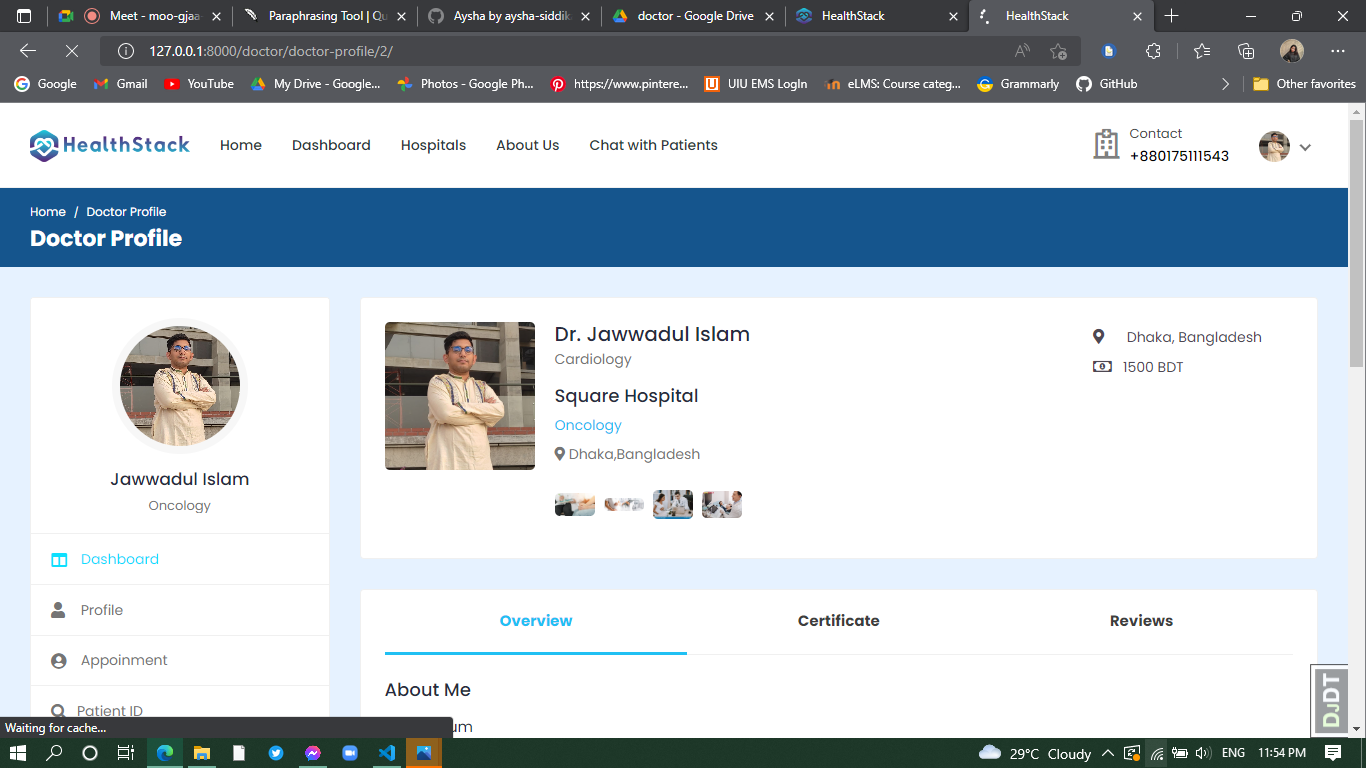 Meet - moo-gjaa
Paraphrasing Tool | Qu
Aysha by aysha-siddik
doctor - Google Drive
HealthStack
HealthStack
127.0.0.1:8000/doctor/doctor-profile/2/
Google
Gmail
YouTube
My Drive - Google...
Photos - Google Ph...
https://www.pintere...
UIU EMS LogIn
eLMS: Course categ...
Grammarly
GitHub
Other favorites
HealthStack
Home
Dashboard
Hospitals
About Us
Chat with Patients
Contact
+880175111543
Home / Doctor Profile
Doctor Profile
Jawwadul Islam
Oncology
Dashboard
Profile
Appoinment
Patient ID
Dr. Jawwadul Islam
Cardiology
Square Hospital
Oncology
Dhaka,Bangladesh
Dhaka, Bangladesh
1500 BDT
Overview
Certificate
Reviews
About Me
um
DJDT
Waiting for cache...
29°C Cloudy
ENG
11:54 PM